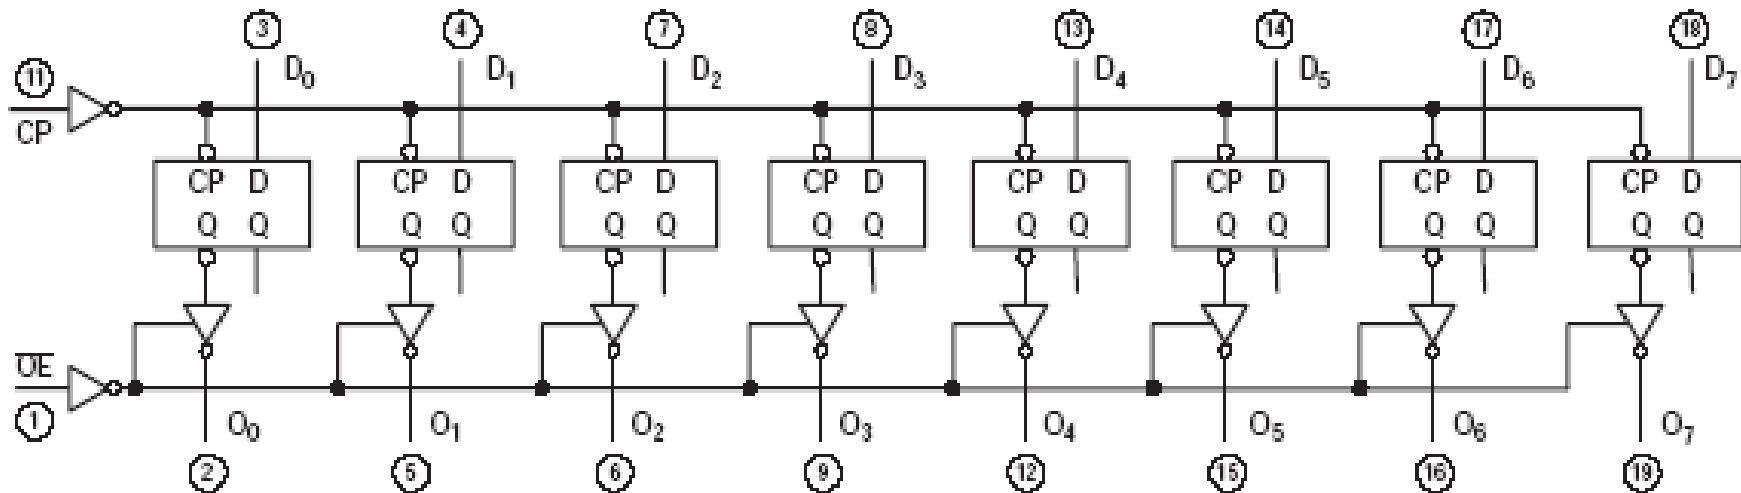 3 4 7 8 13 14 17 18
11 D0 D1 D2 D3 D4 D5 D6 D7
CP
CP D CP D CP D CP D CP D CP D CP D CP D
Q Q Q Q Q Q Q Q Q Q Q Q Q Q Q Q
OE
1 O0 O1 O2 O3 O4 O5 O6 O7
2 5 6 9 12 15 16 19